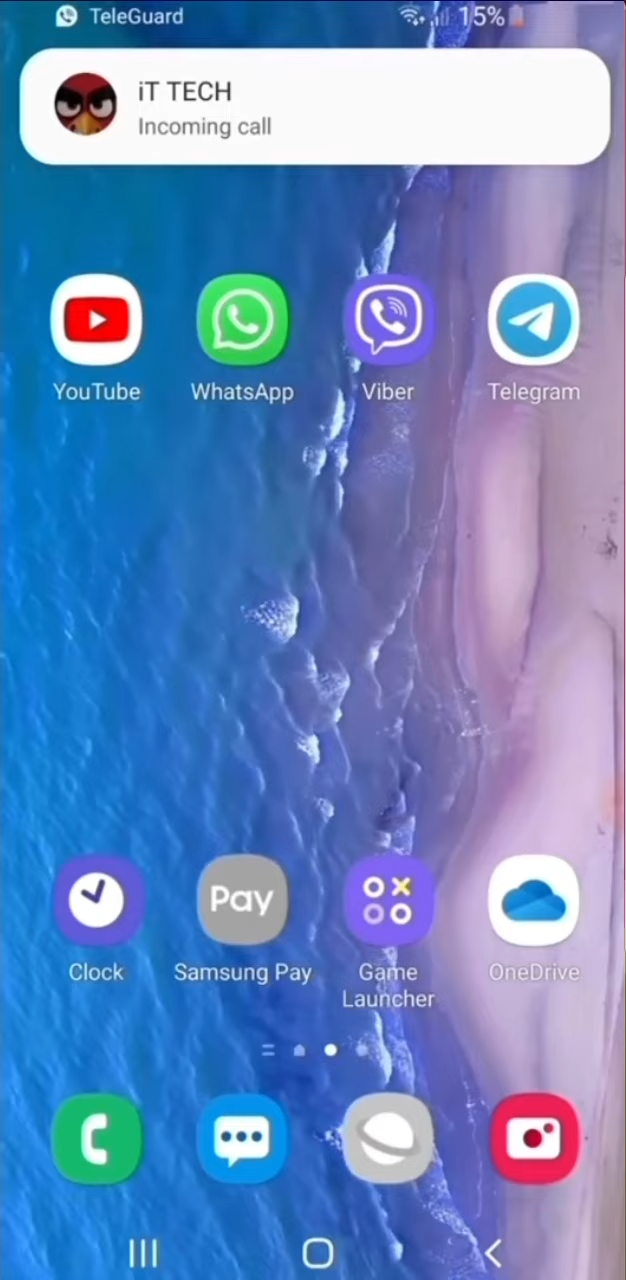 TeleGuard 15%
iT TECH
Incoming call
YouTube WhatsApp Viber Telegram
Pay
Clock Samsung Pay Game Launcher OneDrive